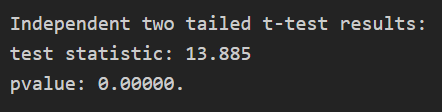 Independent two tailed t-test results:
test statistic: 13.885
pvalue: 0.00000.